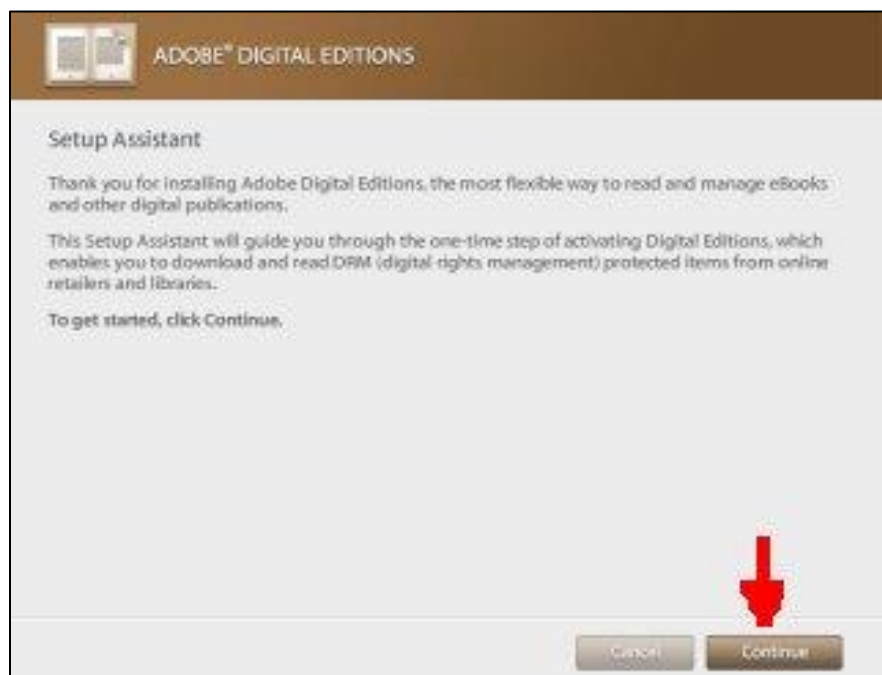 ADOBE® DIGITAL EDITIONS
Setup Assistant
Thank you for installing Adobe Digital Editions, the most flexible way to read and manage eBooks
and other digital publications.
This Setup Assistant will guide you through the one-time step of activating Digital Editions, which
enables you to download and read DRM (digital rights management) protected items from online
retailers and libraries.
To get started, click Continue.
Cancel Continue